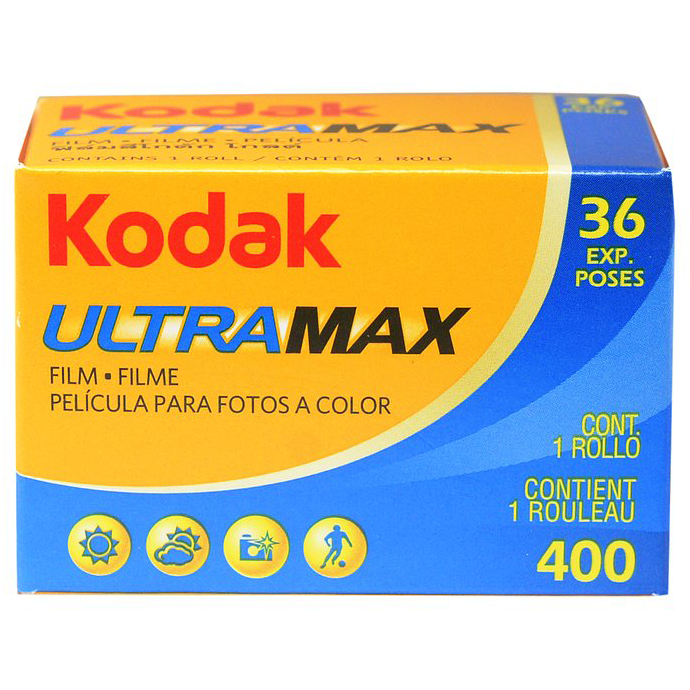 Kodak
36
EXP.
POSES
ULTRAMAX
FILM • FILME • PELÍCULA
CONTAINS 1 ROLL / CONTÉM 1 ROLO
Kodak
36
EXP.
POSES
ULTRAMAX
FILM ▪ FILME
PELÍCULA PARA FOTOS A COLOR
CONT.
1 ROLLO
CONTIENT
1 ROULEAU
400